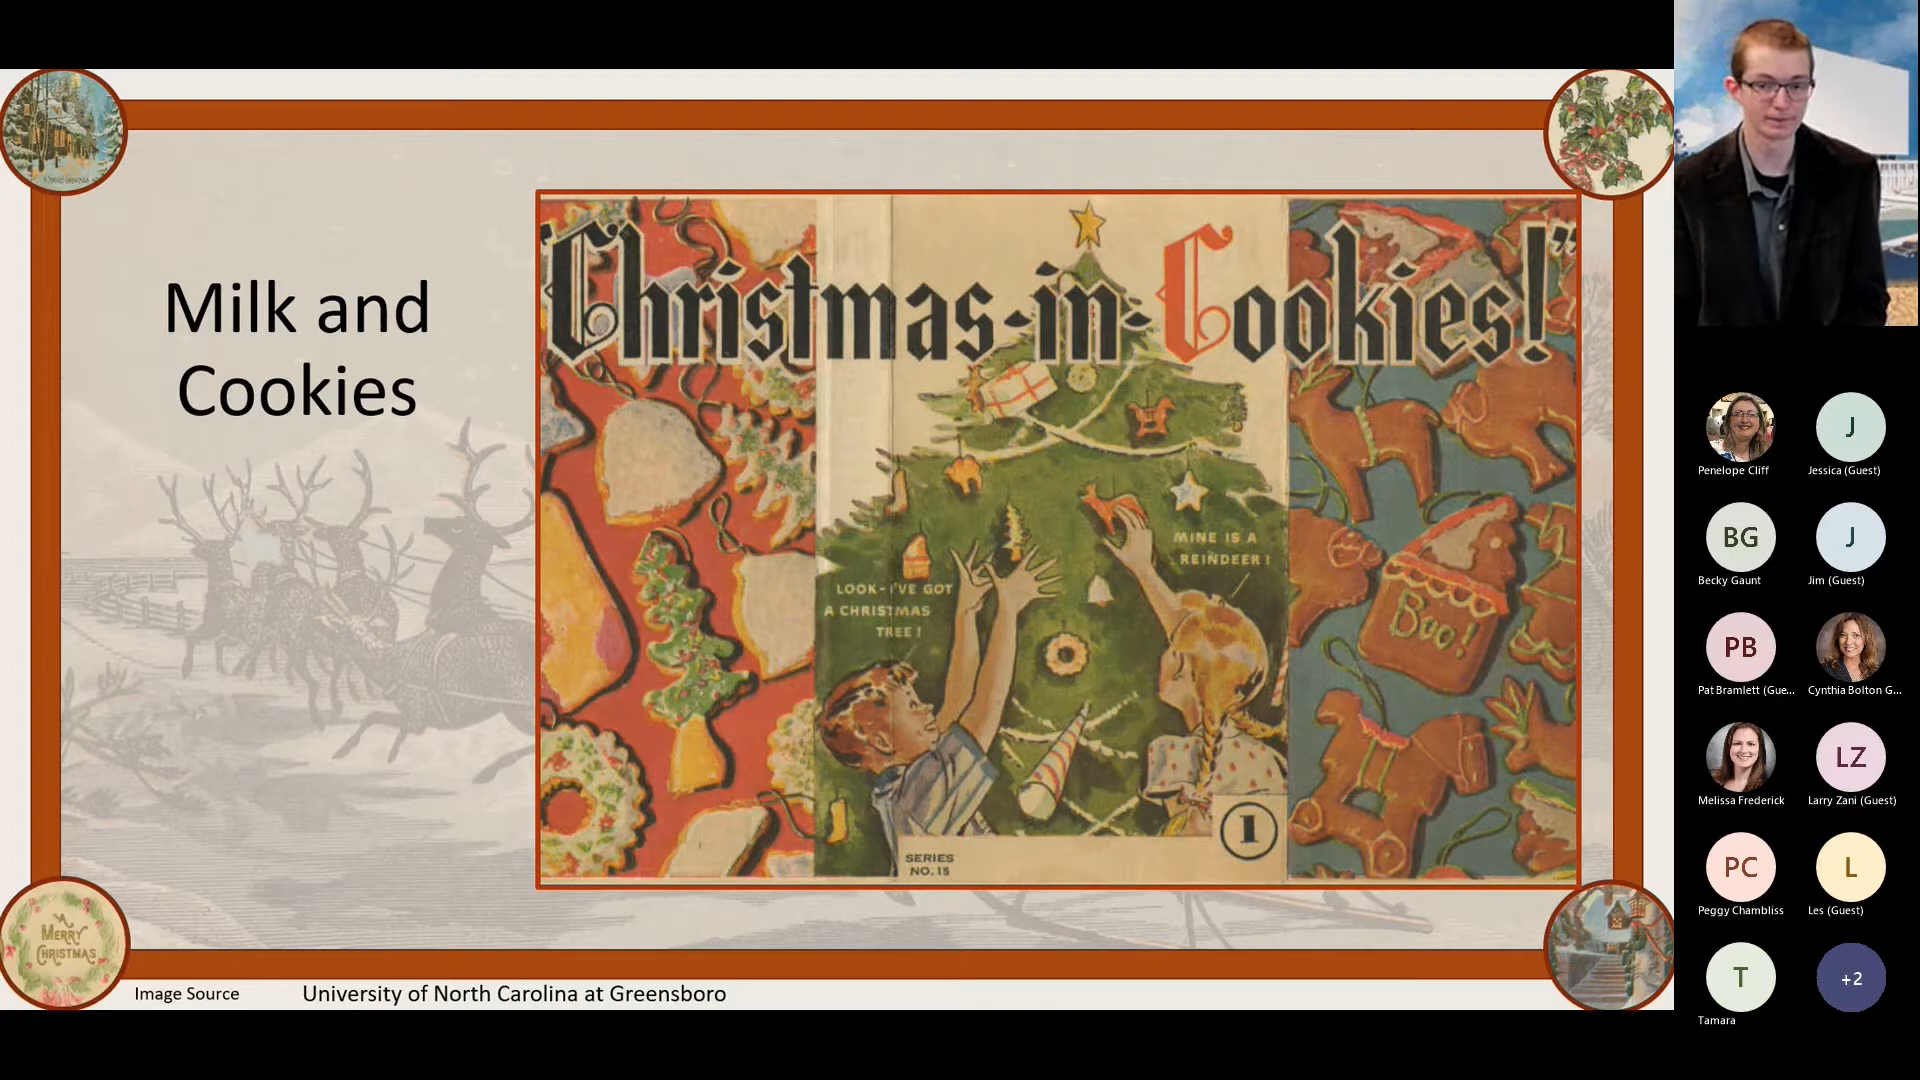 Milk and
Cookies
"Christmas-in-Cookies!"
LOOK-I'VE GOT
A CHRISTMAS
TREE!
MINE IS A
REINDEER!
Boo!
1
SERIES
NO. 15
A
MERRY
CHRISTMAS
Image Source
University of North Carolina at Greensboro
Penelope Cliff
J
Jessica (Guest)
BG
Becky Gaunt
J
Jim (Guest)
PB
Pat Bramlett (Gue...
Cynthia Bolton G...
Melissa Frederick
LZ
Larry Zani (Guest)
PC
Peggy Chambliss
L
Les (Guest)
T
Tamara
+2